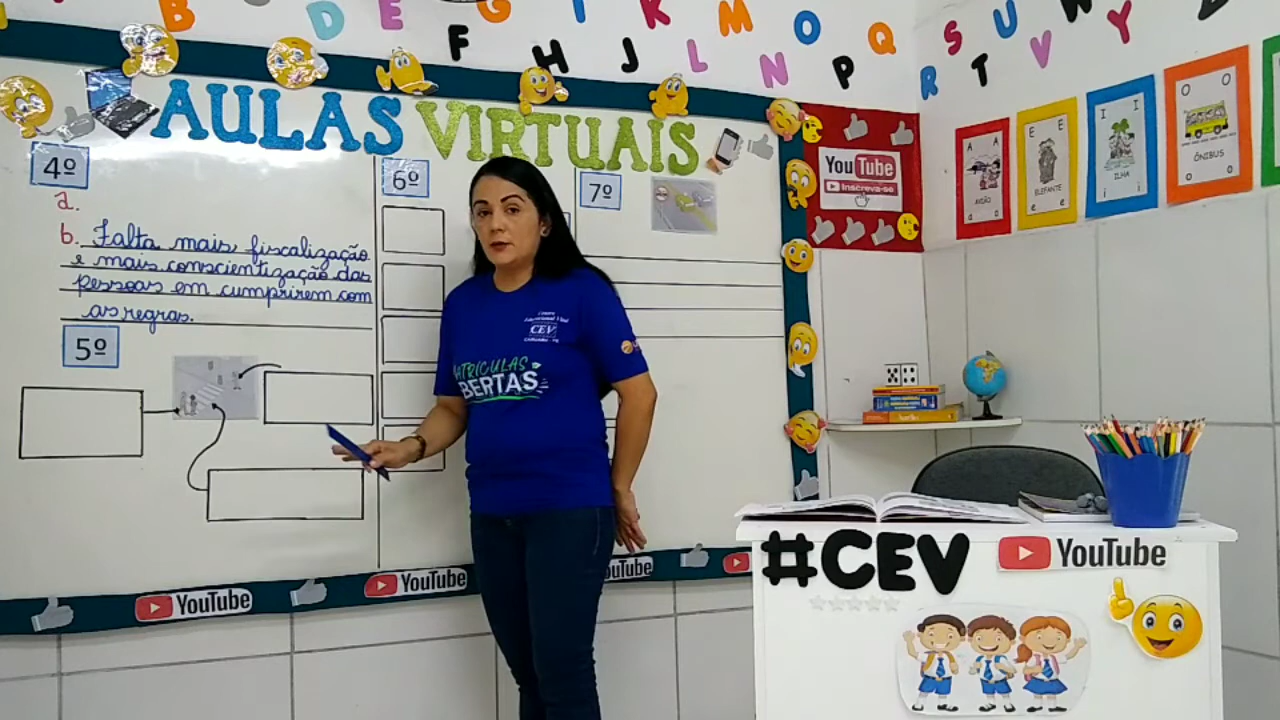 B D E G I K M O Q S U W Y Z
F H J L N P R T V
AULAS VIRTUAIS
4º
a.
b. Falta mais fiscalização
e mais conscientização das
pessoas em cumprirem com
as regras.
5º
6º
7º
CEV
MATRÍCULAS
ABERTAS
YouTube
Inscreva-se
A A
AVIÃO
a a
E E
ELEFANTE
e e
I I
ILHA
i i
O O
ÔNIBUS
o o
YouTube
YouTube
YouTube
#CEV YouTube